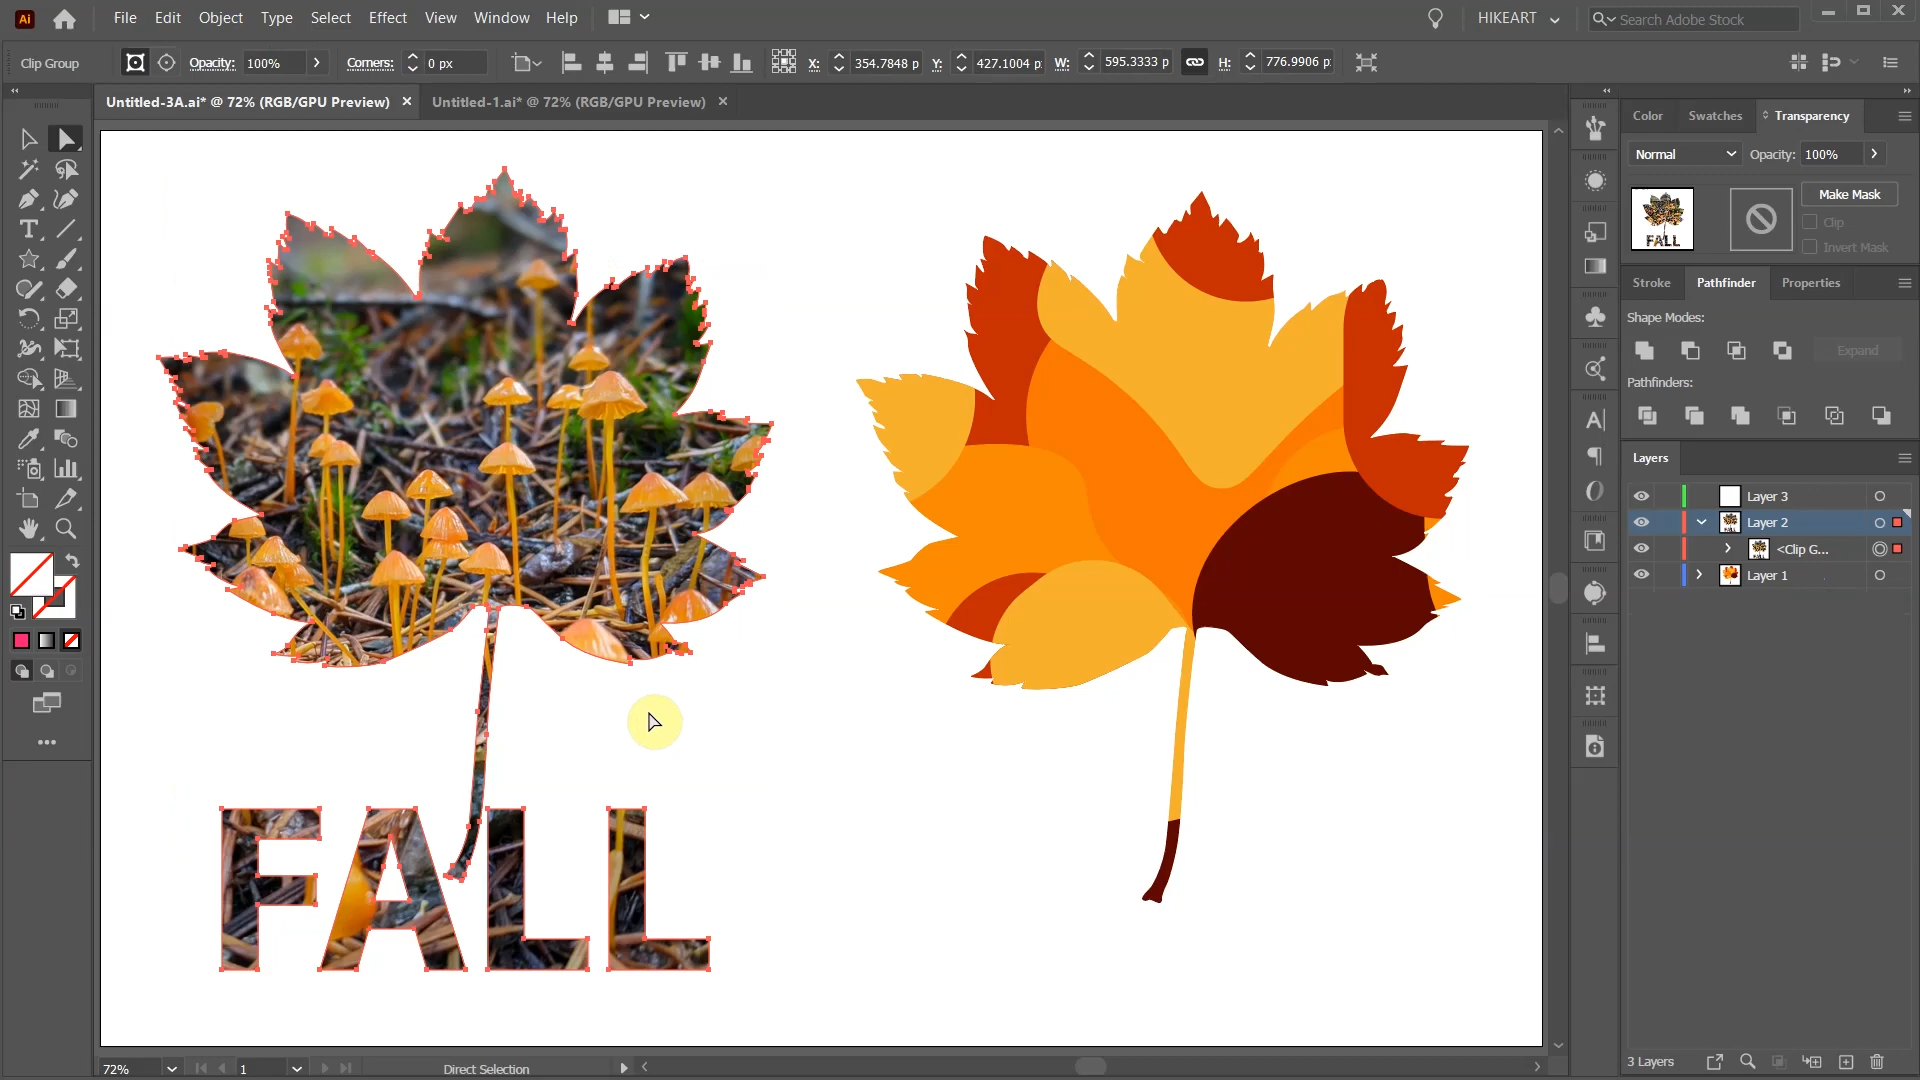 Ai File Edit Object Type Select Effect View Window Help HIKEART Search Adobe Stock
Clip Group Opacity: 100% Corners: 0 px X: 354.7848 p Y: 427.1004 p W: 595.3333 p H: 776.9906 p
Untitled-3A.ai* @ 72% (RGB/GPU Preview) × Untitled-1.ai* @ 72% (RGB/GPU Preview) ×
Color Swatches Transparency
Normal Opacity: 100%
Make Mask
Clip
FALL
Invert Mask
Stroke Pathfinder Properties
Shape Modes:
Expand
Pathfinders:
Layers
Layer 3
Layer 2
<Clip G...
Layer 1
FALL
72% 1 Direct Selection
3 Layers